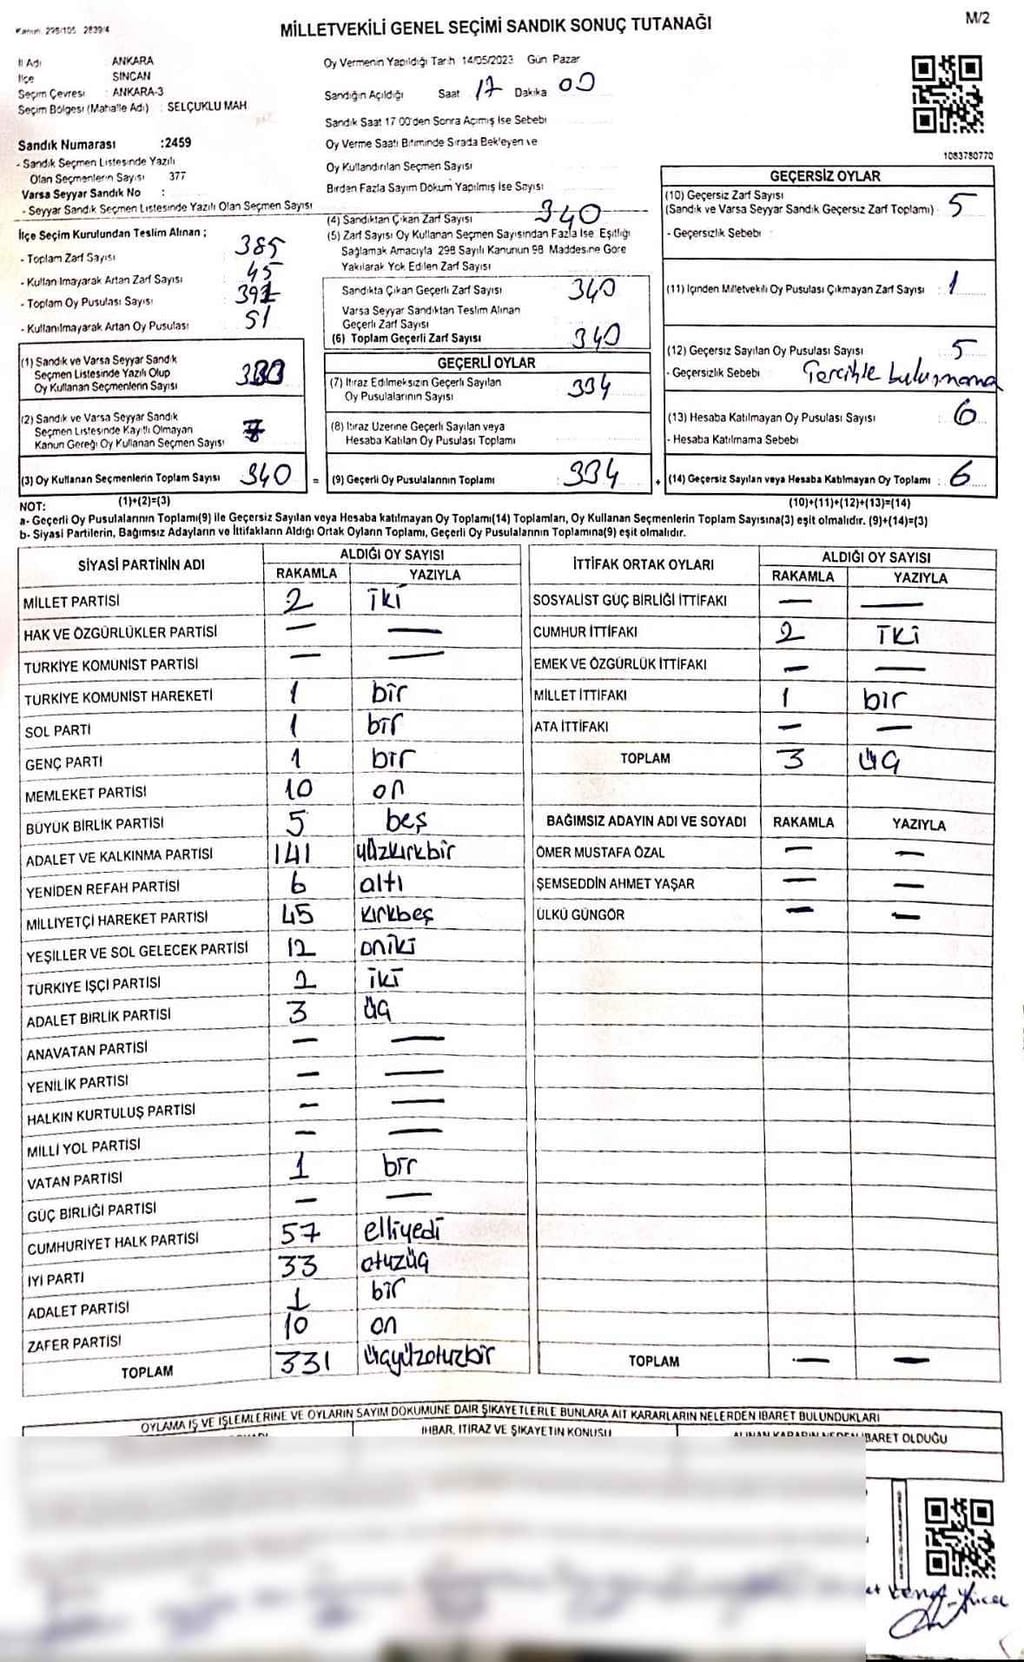 Kanun: 298/105 2839/4
MİLLETVEKİLİ GENEL SEÇİMİ SANDIK SONUÇ TUTANAĞI
M/2
İl Adı ANKARA
İlçe SİNCAN
Seçim Çevresi : ANKARA-3
Seçim Bölgesi (Mahalle Adı) : SELÇUKLU MAH
Sandık Numarası :2459
- Sandık Seçmen Listesinde Yazılı
Olan Seçmenlerin Sayısı 377
Varsa Seyyar Sandık No :
- Seyyar Sandık Seçmen Listesinde Yazılı Olan Seçmen Sayısı
Oy Vermenin Yapıldığı Tarih 14/05/2023 Gün Pazar
Sandığın Açıldığı Saat 17 Dakika 00
Sandık Saat 17 00'den Sonra Açılmış İse Sebebi
Oy Verme Saati Bitiminde Sırada Bekleyen ve
Oy Kullandırılan Seçmen Sayısı
Birden Fazla Sayım Döküm Yapılmış İse Sayısı
1083780770
İlçe Seçim Kurulundan Teslim Alınan ;
- Toplam Zarf Sayısı 385
- Kullanılmayarak Artan Zarf Sayısı 45
- Toplam Oy Pusulası Sayısı
- Kullanılmayarak Artan Oy Pusulası 51
(4) Sandıktan Çıkan Zarf Sayısı 340
(5) Zarf Sayısı Oy Kullanan Seçmen Sayısından Fazla İse Eşitliği
Sağlamak Amacıyla 298 Sayılı Kanunun 98 Maddesine Göre
Yakılarak Yok Edilen Zarf Sayısı
Sandıkta Çıkan Geçerli Zarf Sayısı 340
Varsa Seyyar Sandıktan Teslim Alınan
Geçerli Zarf Sayısı
(6) Toplam Geçerli Zarf Sayısı 340
GEÇERSİZ OYLAR
(10) Geçersiz Zarf Sayısı
(Sandık ve Varsa Seyyar Sandık Geçersiz Zarf Toplamı) : 5
- Geçersizlik Sebebi :
(11) İçinden Milletvekili Oy Pusulası Çıkmayan Zarf Sayısı : 1
(12) Geçersiz Sayılan Oy Pusulası Sayısı 5
- Geçersizlik Sebebi : Tercihle bulunmama
(13) Hesaba Katılmayan Oy Pusulası Sayısı : 6
- Hesaba Katılmama Sebebi
(14) Geçersiz Sayılan veya Hesaba Katılmayan Oy Toplamı : 6
(1) Sandık ve Varsa Seyyar Sandık
Seçmen Listesinde Yazılı Olup
Oy Kullanan Seçmenlerin Sayısı
(2) Sandık ve Varsa Seyyar Sandık
Seçmen Listesinde Kayıtlı Olmayan
Kanun Gereği Oy Kullanan Seçmen Sayısı
(3) Oy Kullanan Seçmenlerin Toplam Sayısı 340 =
GEÇERLİ OYLAR
(7) İtiraz Edilmeksizin Geçerli Sayılan
Oy Pusulalarının Sayısı 334
(8) İtiraz Üzerine Geçerli Sayılan veya
Hesaba Katılan Oy Pusulası Toplamı
(9) Geçerli Oy Pusulalarının Toplamı : 334 +
NOT: (1)+(2)=(3) (10)+(11)+(12)+(13)=(14)
a- Geçerli Oy Pusulalarının Toplamı(9) ile Geçersiz Sayılan veya Hesaba katılmayan Oy Toplamı(14) Toplamları, Oy Kullanan Seçmenlerin Toplam Sayısına(3) eşit olmalıdır. (9)+(14)=(3)
b- Siyasi Partilerin, Bağımsız Adayların ve İttifakların Aldığı Ortak Oyların Toplamı, Geçerli Oy Pusulalarının Toplamına(9) eşit olmalıdır.
SİYASİ PARTİNİN ADI ALDIĞI OY SAYISI
RAKAMLA YAZIYLA
MİLLET PARTİSİ 2 iki
HAK VE ÖZGÜRLÜKLER PARTİSİ — —
TÜRKİYE KOMÜNİST PARTİSİ — —
TÜRKİYE KOMÜNİST HAREKETİ 1 bir
SOL PARTİ 1 bir
GENÇ PARTİ 1 bir
MEMLEKET PARTİSİ 10 on
BÜYÜK BİRLİK PARTİSİ 5 beş
ADALET VE KALKINMA PARTİSİ 141 yüzkırkbir
YENİDEN REFAH PARTİSİ 6 altı
MİLLİYETÇİ HAREKET PARTİSİ 45 kırkbeş
YEŞİLLER VE SOL GELECEK PARTİSİ 12 oniki
TÜRKİYE İŞÇİ PARTİSİ 2 iki
ADALET BİRLİK PARTİSİ 3 üç
ANAVATAN PARTİSİ — —
YENİLİK PARTİSİ — —
HALKIN KURTULUŞ PARTİSİ — —
MİLLİ YOL PARTİSİ — —
VATAN PARTİSİ 1 bir
GÜÇ BİRLİĞİ PARTİSİ — —
CUMHURİYET HALK PARTİSİ 57 elliyedi
İYİ PARTİ 33 otuzüç
ADALET PARTİSİ 1 bir
ZAFER PARTİSİ 10 on
TOPLAM 331 üçyüzotuzbir
İTTİFAK ORTAK OYLARI ALDIĞI OY SAYISI
RAKAMLA YAZIYLA
SOSYALİST GÜÇ BİRLİĞİ İTTİFAKI — —
CUMHUR İTTİFAKI 2 iki
EMEK VE ÖZGÜRLÜK İTTİFAKI — —
MİLLET İTTİFAKI 1 bir
ATA İTTİFAKI — —
TOPLAM 3 üç
BAĞIMSIZ ADAYIN ADI VE SOYADI RAKAMLA YAZIYLA
ÖMER MUSTAFA ÖZAL — —
ŞEMSEDDİN AHMET YAŞAR — —
ÜLKÜ GÜNGÖR — —
TOPLAM — —
OYLAMA İŞ VE İŞLEMLERİNE VE OYLARIN SAYIM DÖKÜMÜNE DAİR ŞİKAYETLERLE BUNLARA AİT KARARLARIN NELERDEN İBARET BULUNDUKLARI
İHBAR, İTİRAZ VE ŞİKAYETİN KONUSU
ALINAN KARARIN NEDEN İBARET OLDUĞU